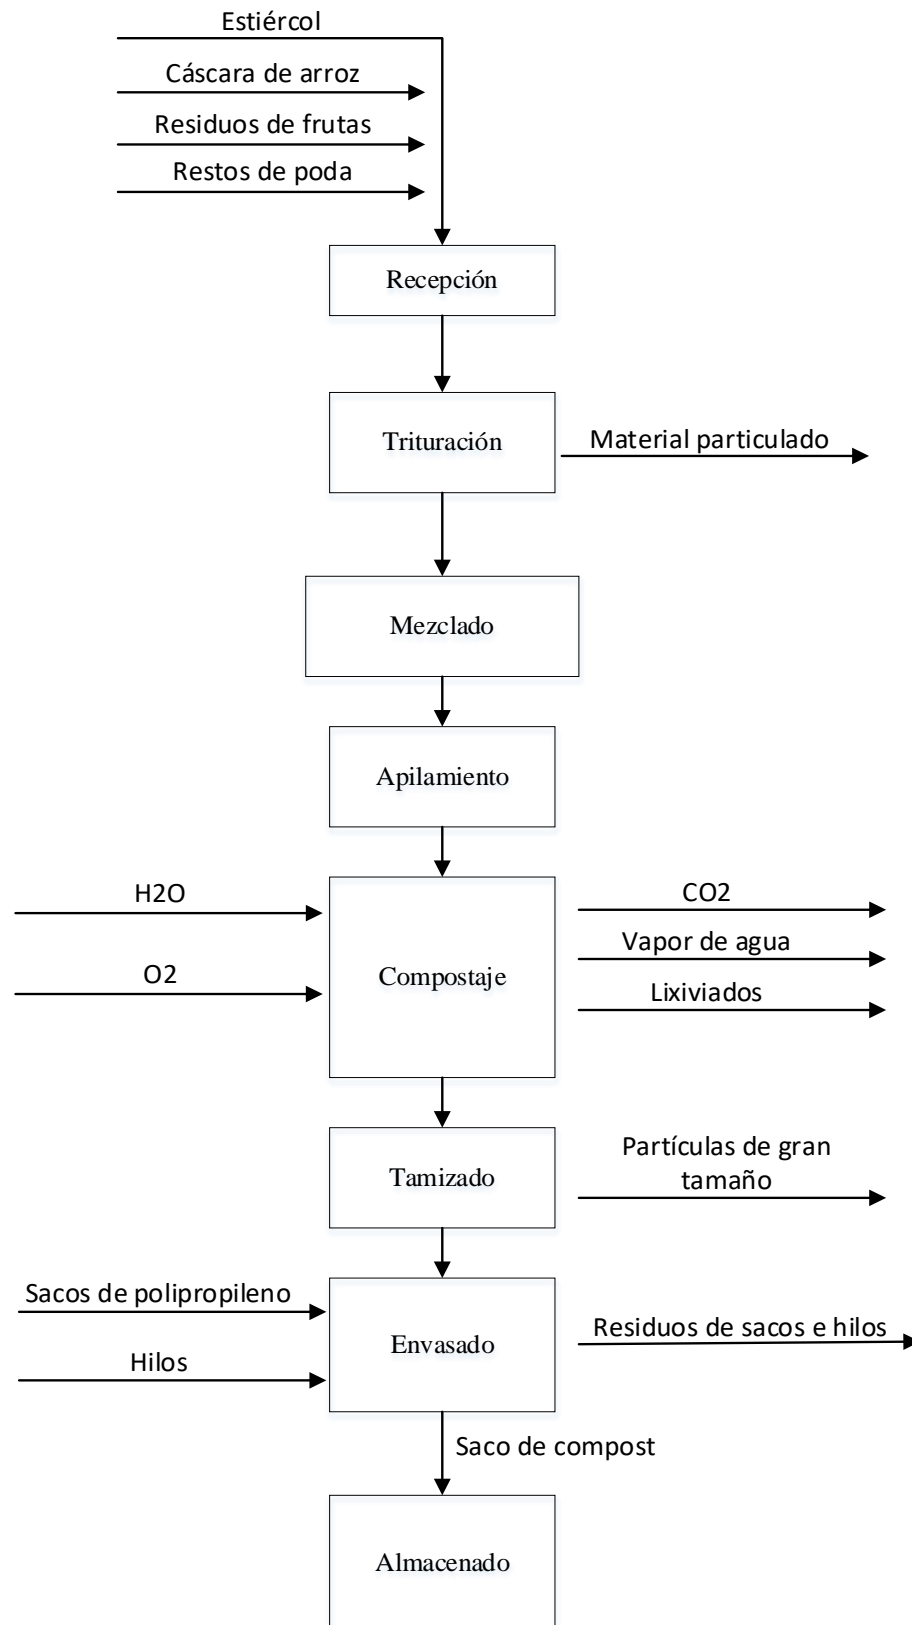 Estiércol
Cáscara de arroz
Residuos de frutas
Restos de poda
Recepción
Trituración
Material particulado
Mezclado
Apilamiento
H2O
O2
Compostaje
CO2
Vapor de agua
Lixiviados
Tamizado
Partículas de gran
tamaño
Sacos de polipropileno
Hilos
Envasado
Residuos de sacos e hilos
Saco de compost
Almacenado